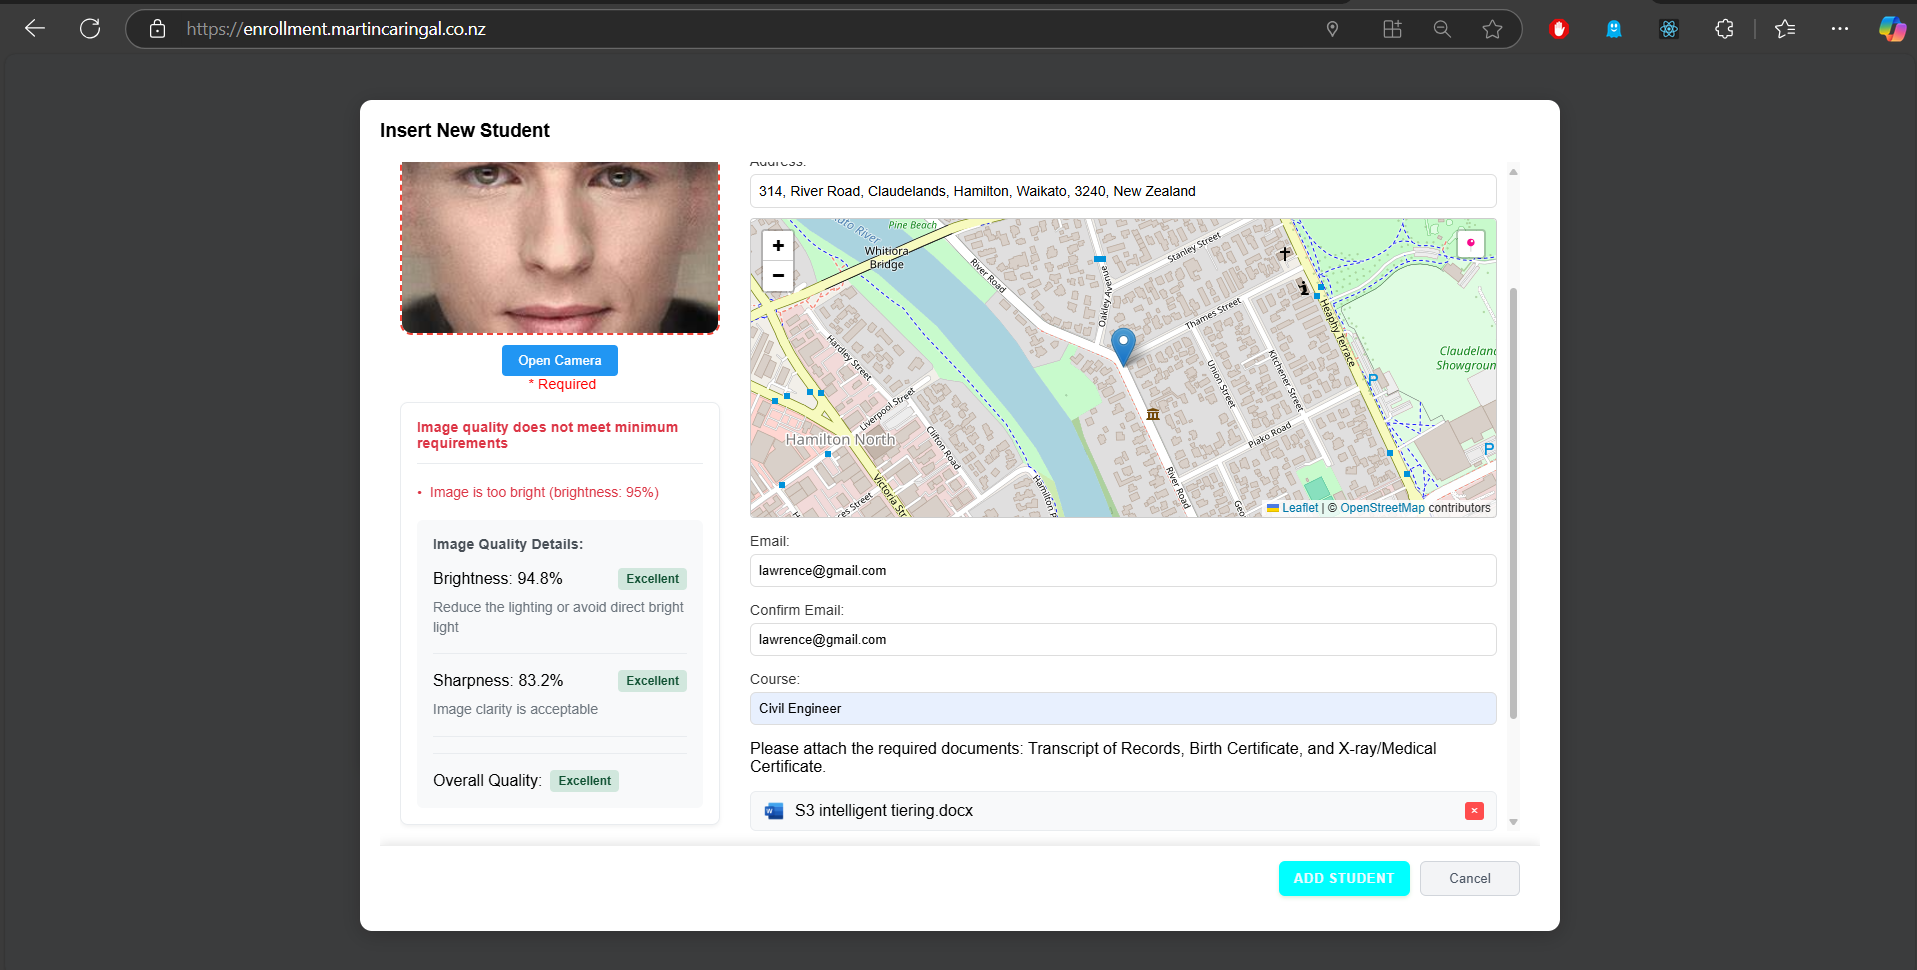 https://enrollment.martincaringal.co.nz
Insert New Student
Open Camera
* Required
Image quality does not meet minimum
requirements
• Image is too bright (brightness: 95%)
Image Quality Details:
Brightness: 94.8%
Excellent
Reduce the lighting or avoid direct bright
light
Sharpness: 83.2%
Excellent
Image clarity is acceptable
Overall Quality:
Excellent
Address:
314, River Road, Claudelands, Hamilton, Waikato, 3240, New Zealand
+
−
Pine Beach
Whitiora
Bridge
River Road
Stanley Street
Oakley Avenue
Thames Street
Heaphy Terrace
Hardley Street
Liverpool Street
Union Street
Kitchener Street
P
Hamilton North
Clifton Road
Piako Road
P
River Road
Leaflet | © OpenStreetMap contributors
Email:
lawrence@gmail.com
Confirm Email:
lawrence@gmail.com
Course:
Civil Engineer
Please attach the required documents: Transcript of Records, Birth Certificate, and X-ray/Medical
Certificate.
S3 intelligent tiering.docx
ADD STUDENT
Cancel